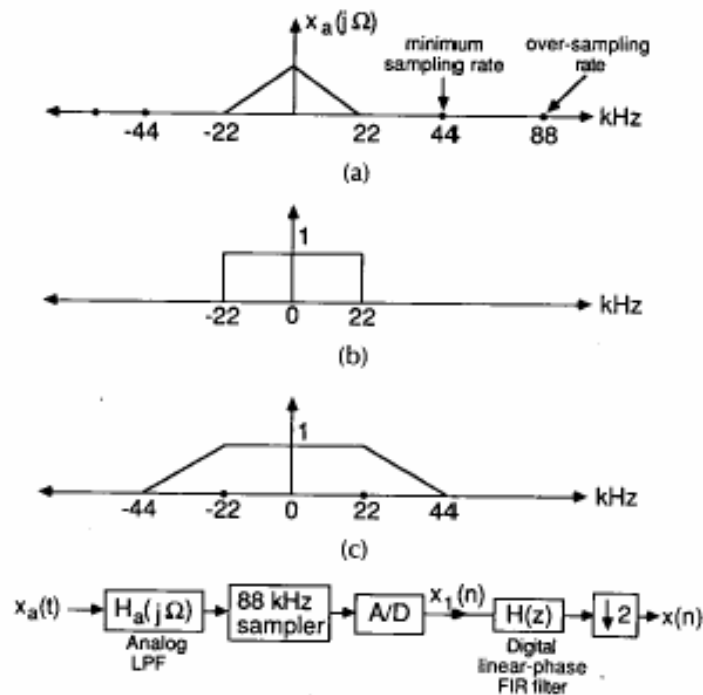 x_a(jΩ)
minimum sampling rate
over-sampling rate
-44 -22 22 44 88 kHz
(a)
1
-22 0 22 kHz
(b)
1
-44 -22 0 22 44 kHz
(c)
x_a(t) H_a(jΩ) 88 kHz sampler A/D x_1(n) H(z) ↓2 x(n)
Analog LPF
Digital linear-phase FIR filter